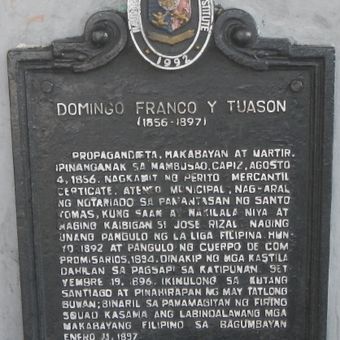 INSTITUTE
1992
DOMINGO FRANCO Y TUASON
(1856-1897)
PROPAGANDISTA, MAKABAYAN AT MARTIR.
IPINANGANAK SA MAMBUSAO, CAPIZ, AGOSTO
4, 1856. NAGKAMIT NG PERITO MERCANTIL
CERTICATE, ATENEO MUNICIPAL, NAG-ARAL
NG NOTARIADO SA PAMANTASAN NG SANTO
TOMAS, KUNG SAAN AY NAKILALA NIYA AT
NAGING KAIBIGAN SI JOSE RIZAL. NAGING
UNANG PANGULO NG LA LIGA FILIPINA, HUN-
YO 1892 AT PANGULO NG CUERPO DE COM-
PROMISARIOS, 1894. DINAKIP NG MGA KASTILA
DAHILAN SA PAGSAPI SA KATIPUNAN, SET-
YEMBRE 19, 1896. IKINULONG SA KUTANG
SANTIAGO AT PINAHIRAPAN NG MAY TATLONG
BUWAN; BINARIL SA PAMAMAGITAN NG FIRING
SQUAD KASAMA ANG LABINDALAWANG MGA
MAKABAYANG FILIPINO SA BAGUMBAYAN
ENERO 11, 1897